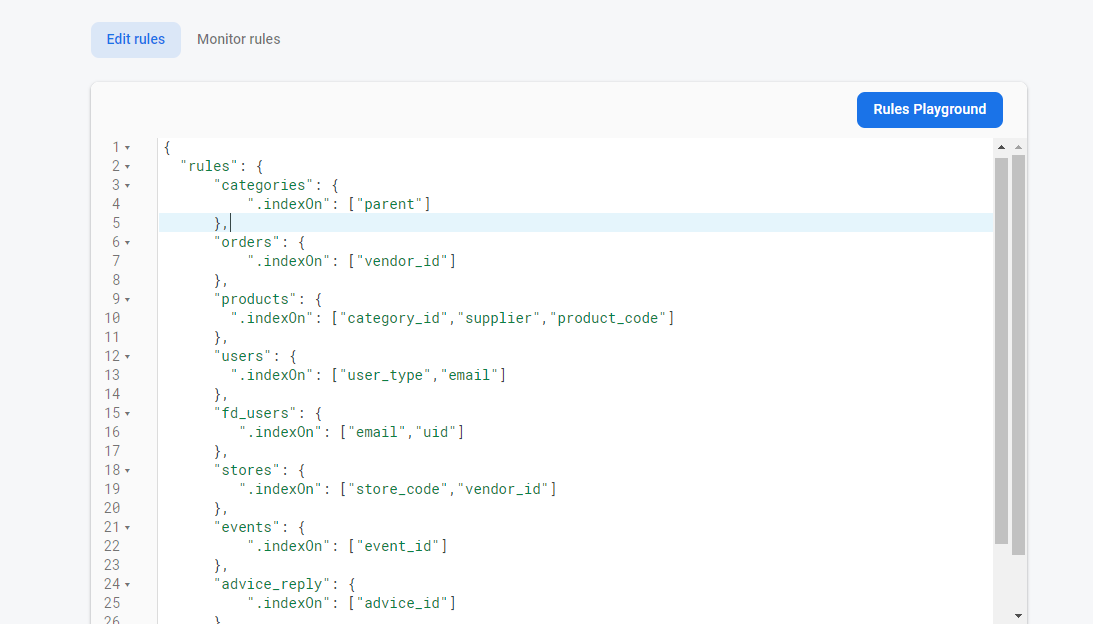 Edit rules Monitor rules
Rules Playground
1 {
2 "rules": {
3 "categories": {
4 ".indexOn": ["parent"]
5 },
6 "orders": {
7 ".indexOn": ["vendor_id"]
8 },
9 "products": {
10 ".indexOn": ["category_id","supplier","product_code"]
11 },
12 "users": {
13 ".indexOn": ["user_type","email"]
14 },
15 "fd_users": {
16 ".indexOn": ["email","uid"]
17 },
18 "stores": {
19 ".indexOn": ["store_code","vendor_id"]
20 },
21 "events": {
22 ".indexOn": ["event_id"]
23 },
24 "advice_reply": {
25 ".indexOn": ["advice_id"]
26 }